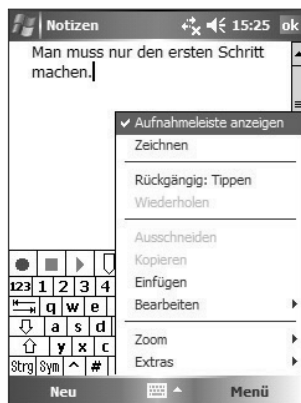 Notizen 15:25 ok
Man muss nur den ersten Schritt
machen.
✓ Aufnahmeleiste anzeigen
Zeichnen
Rückgängig: Tippen
Wiederholen
Ausschneiden
Kopieren
Einfügen
Bearbeiten
Zoom
Extras
123 1 2 3 4
q w e
a s d
y x c
Strg Sym ^ #
Neu Menü